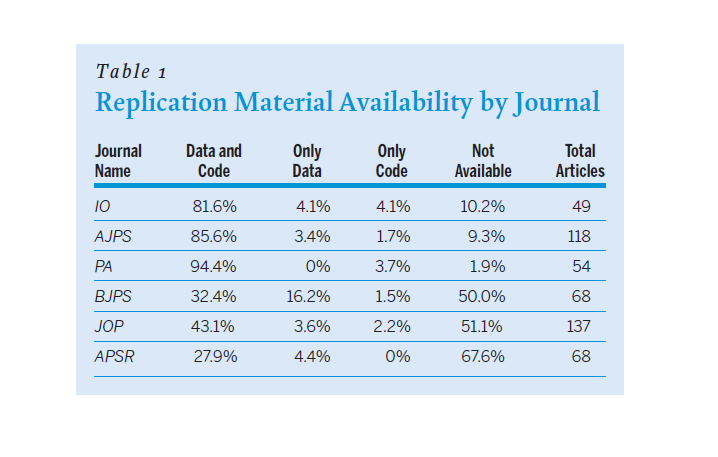 Table 1
Replication Material Availability by Journal
Journal Name Data and Code Only Data Only Code Not Available Total Articles
IO 81.6% 4.1% 4.1% 10.2% 49
AJPS 85.6% 3.4% 1.7% 9.3% 118
PA 94.4% 0% 3.7% 1.9% 54
BJPS 32.4% 16.2% 1.5% 50.0% 68
JOP 43.1% 3.6% 2.2% 51.1% 137
APSR 27.9% 4.4% 0% 67.6% 68